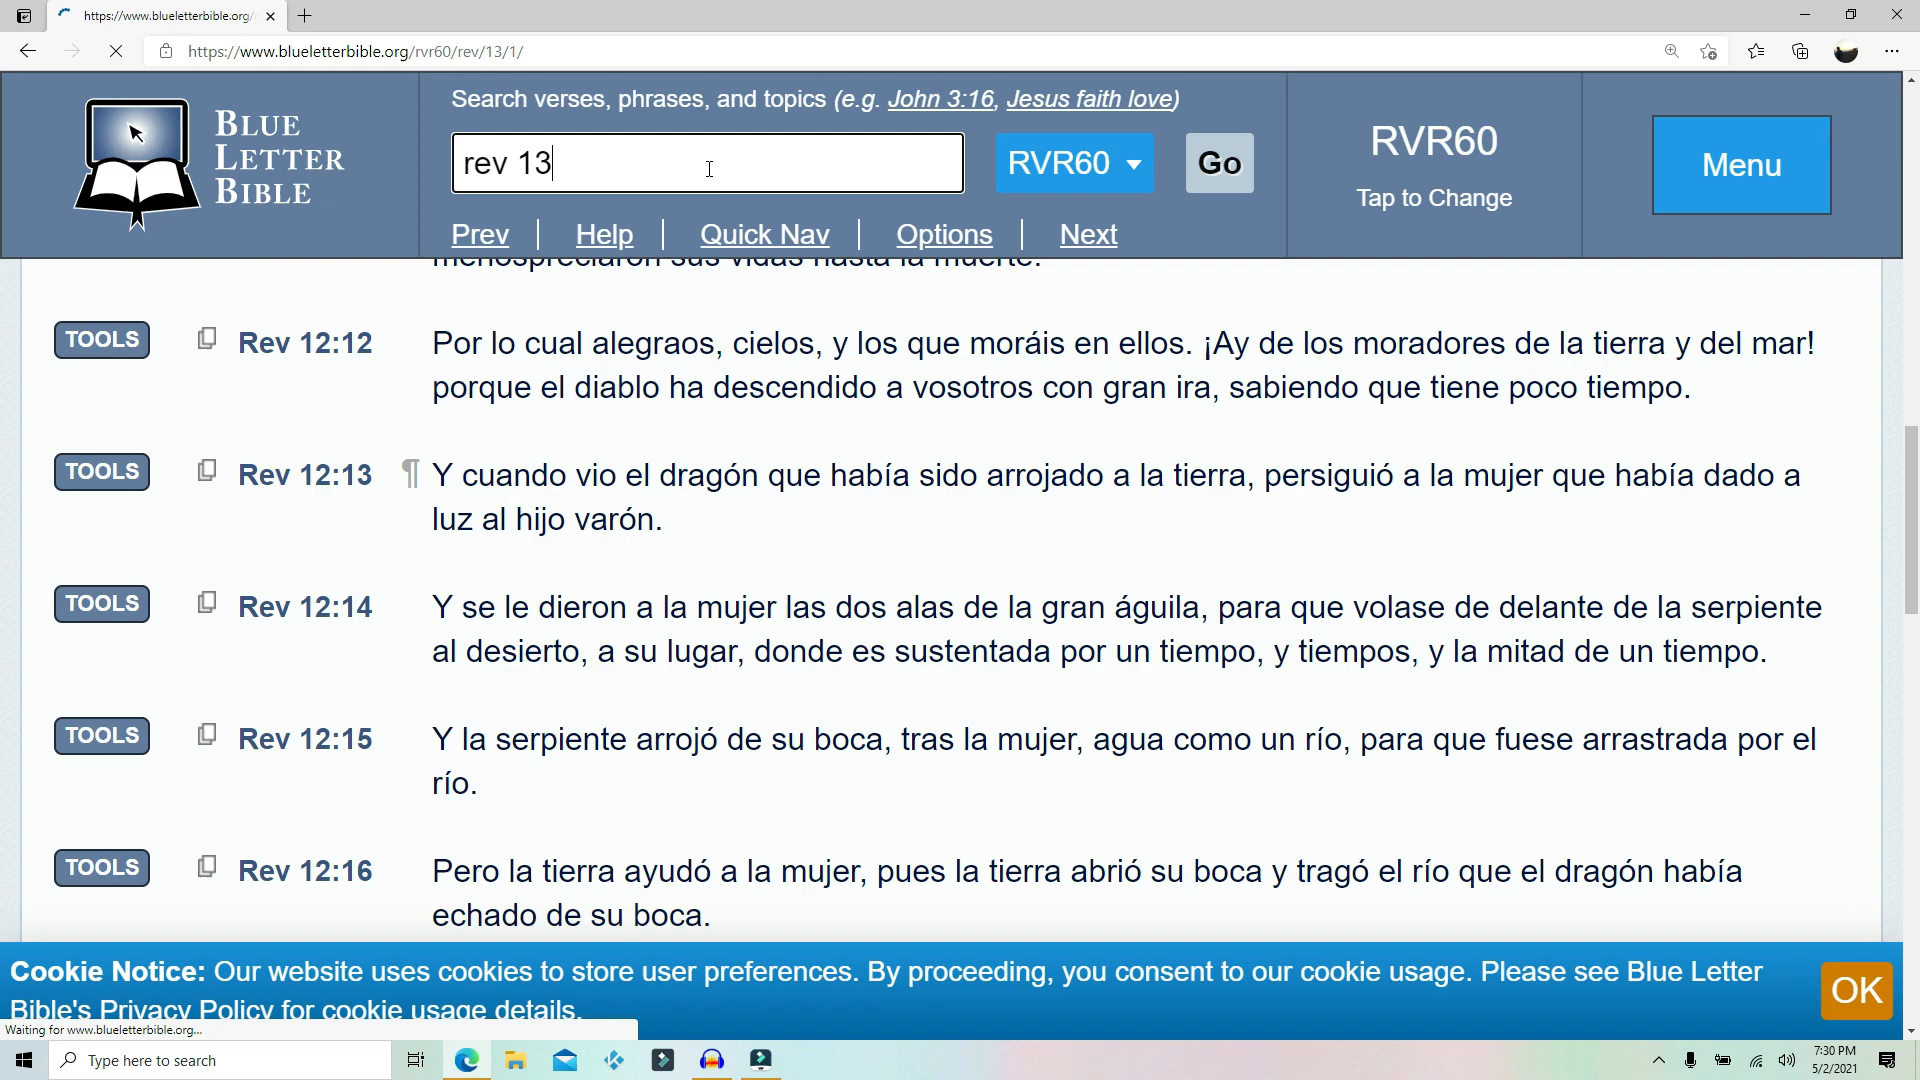 https://www.blueletterbible.org/
https://www.blueletterbible.org/rvr60/rev/13/1/
BLUE
LETTER
BIBLE
Search verses, phrases, and topics (e.g. John 3:16, Jesus faith love)
rev 13
RVR60
Go
Prev
Help
Quick Nav
Options
Next
RVR60
Tap to Change
Menu
menospreciaron sus vidas hasta la muerte.
TOOLS
Rev 12:12
Por lo cual alegraos, cielos, y los que moráis en ellos. ¡Ay de los moradores de la tierra y del mar!
porque el diablo ha descendido a vosotros con gran ira, sabiendo que tiene poco tiempo.
TOOLS
Rev 12:13
¶ Y cuando vio el dragón que había sido arrojado a la tierra, persiguió a la mujer que había dado a
luz al hijo varón.
TOOLS
Rev 12:14
Y se le dieron a la mujer las dos alas de la gran águila, para que volase de delante de la serpiente
al desierto, a su lugar, donde es sustentada por un tiempo, y tiempos, y la mitad de un tiempo.
TOOLS
Rev 12:15
Y la serpiente arrojó de su boca, tras la mujer, agua como un río, para que fuese arrastrada por el
río.
TOOLS
Rev 12:16
Pero la tierra ayudó a la mujer, pues la tierra abrió su boca y tragó el río que el dragón había
echado de su boca.
Cookie Notice: Our website uses cookies to store user preferences. By proceeding, you consent to our cookie usage. Please see Blue Letter
Bible's Privacy Policy for cookie usage details.
OK
Waiting for www.blueletterbible.org...
Type here to search
7:30 PM
5/2/2021